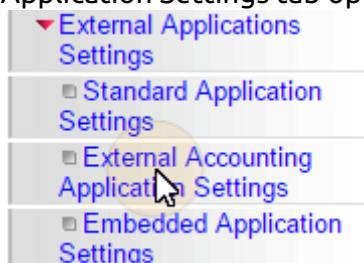 Application Settings tab op
External Applications
Settings
Standard Application
Settings
External Accounting
Application Settings
Embedded Application
Settings